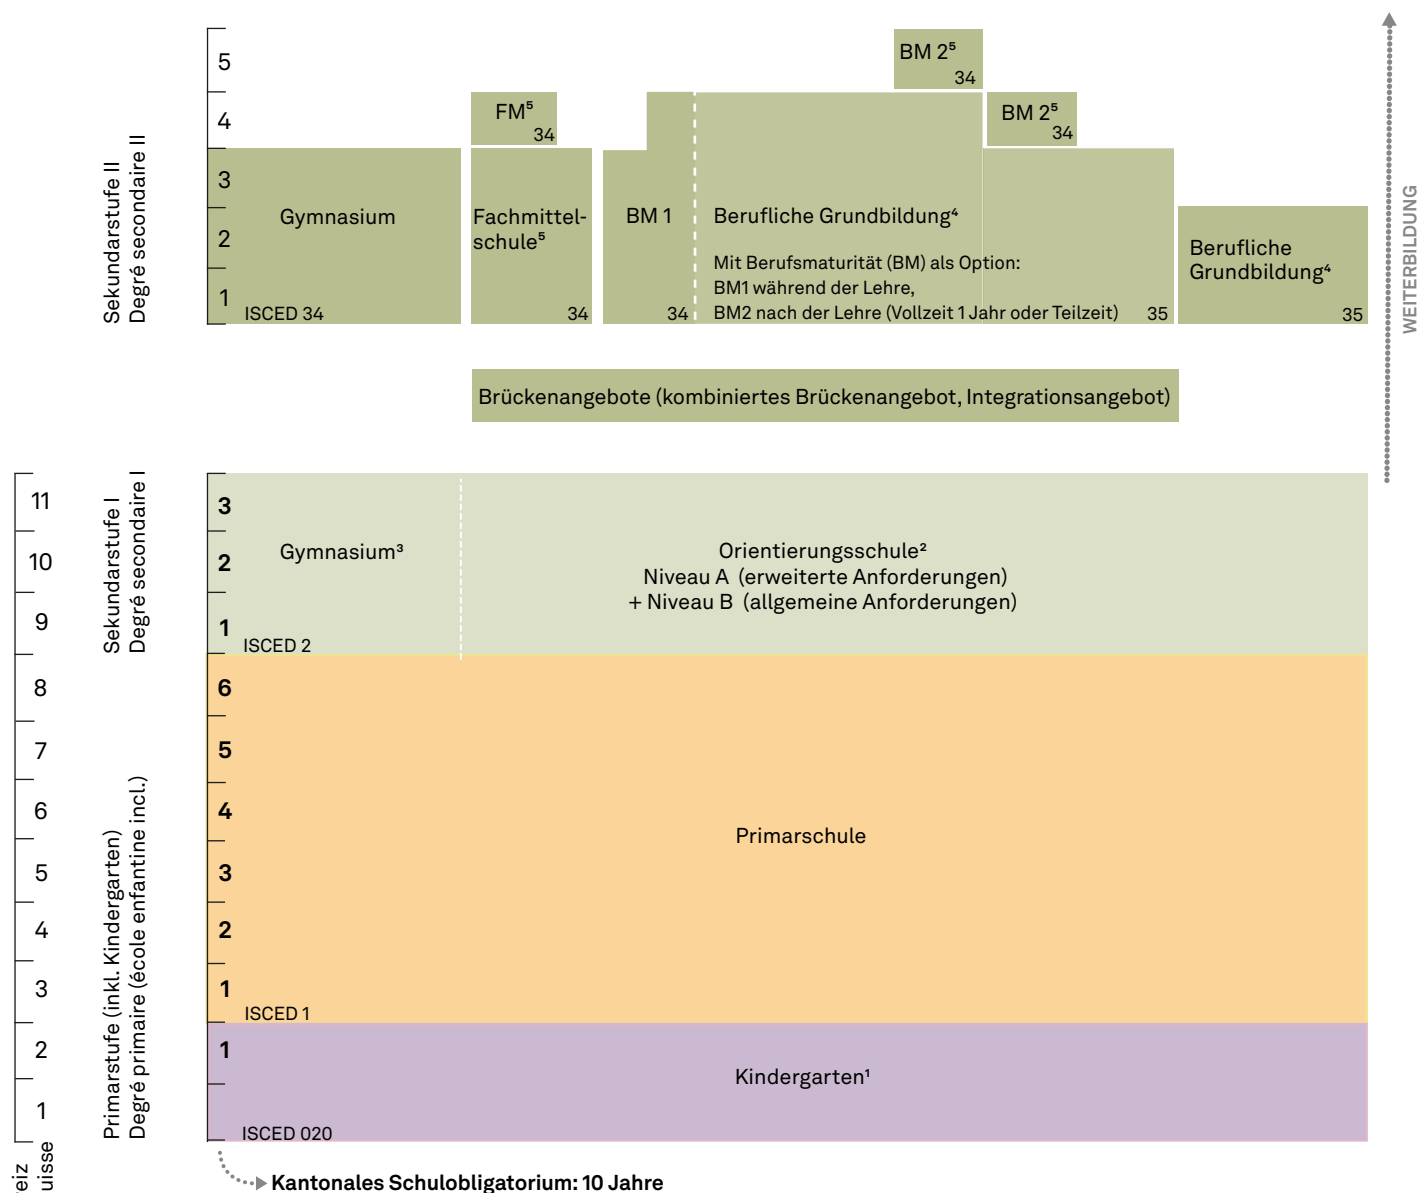 5
4
3
2
1
Sekundarstufe II
Degré secondaire II
BM 2⁵
34
FM⁵
34
BM 2⁵
34
Gymnasium
ISCED 34
Fachmittel-
schule⁵
34
BM 1
34
Berufliche Grundbildung⁴
Mit Berufsmaturität (BM) als Option:
BM1 während der Lehre,
BM2 nach der Lehre (Vollzeit 1 Jahr oder Teilzeit)
35
Berufliche
Grundbildung⁴
35
WEITERBILDUNG
Brückenangebote (kombiniertes Brückenangebot, Integrationsangebot)
11
10
9
8
7
6
5
4
3
2
1
Sekundarstufe I
Degré secondaire I
3
2
1
Gymnasium³
ISCED 2
Orientierungsschule²
Niveau A (erweiterte Anforderungen)
+ Niveau B (allgemeine Anforderungen)
Primarstufe (inkl. Kindergarten)
Degré primaire (école enfantine incl.)
6
5
4
3
2
1
Primarschule
ISCED 1
1
Kindergarten¹
ISCED 020
eiz
uisse
Kantonales Schulobligatorium: 10 Jahre